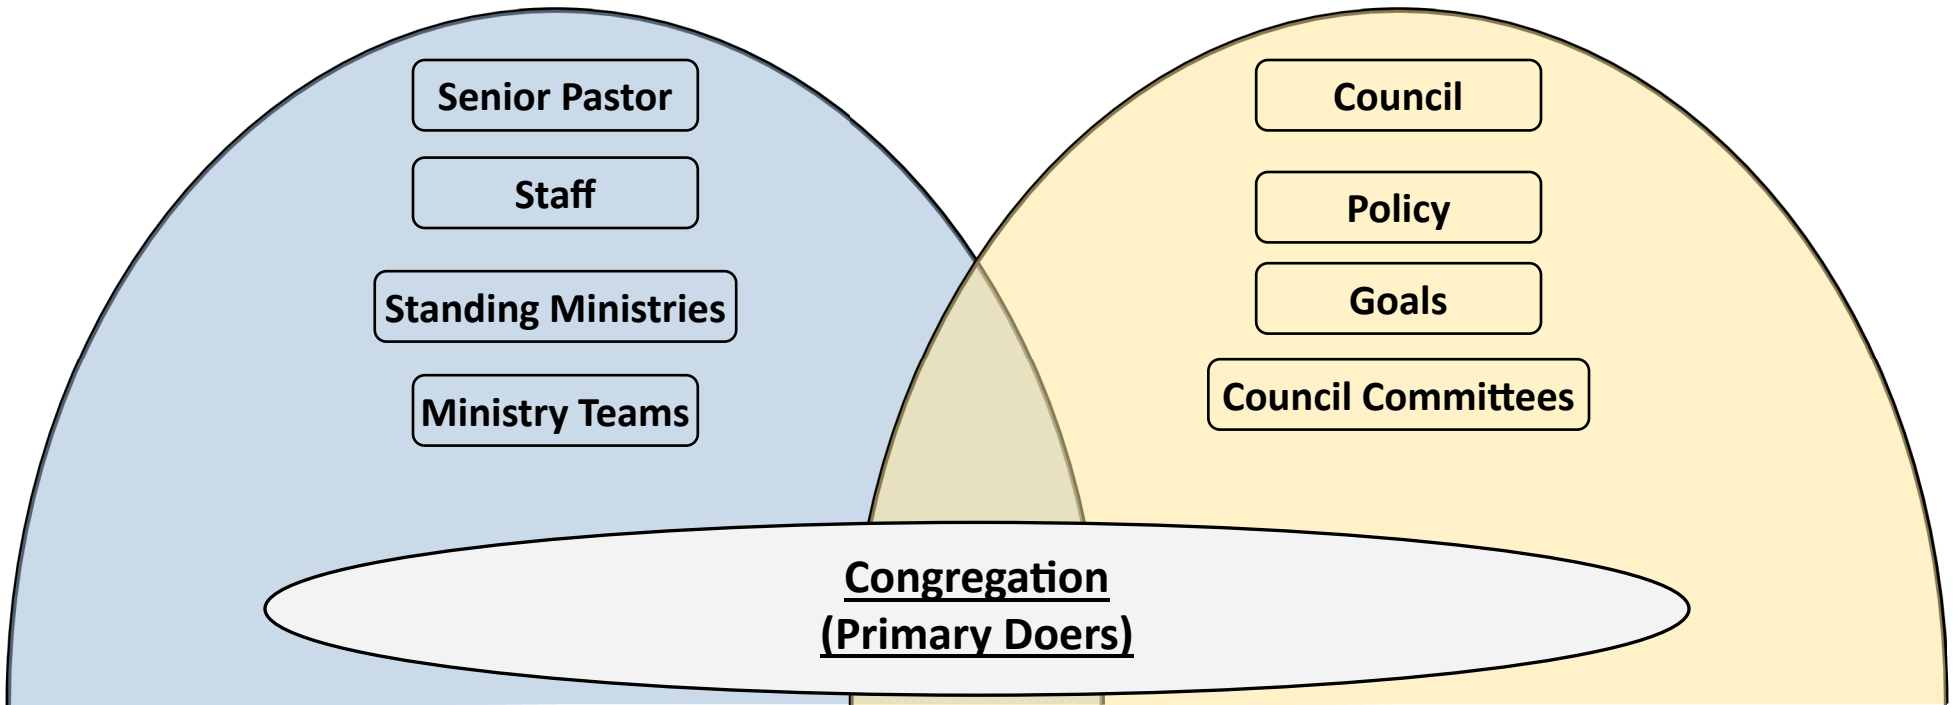 Senior Pastor
Staff
Standing Ministries
Ministry Teams
Council
Policy
Goals
Council Committees
Congregation
(Primary Doers)